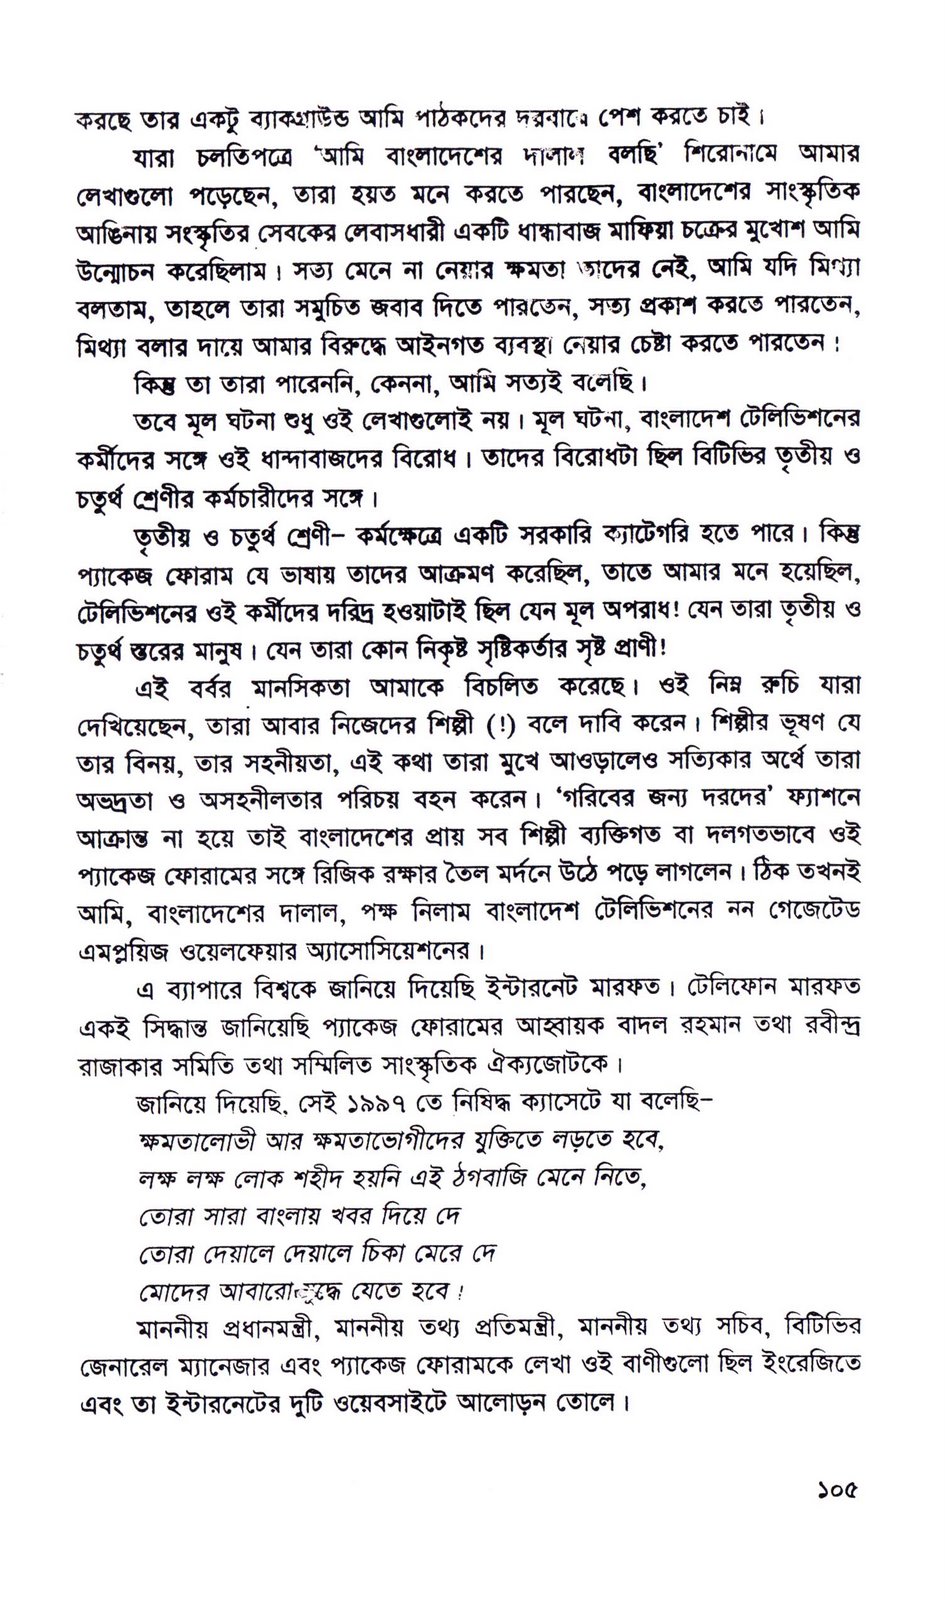 করছে তার একটু ব্যাকগ্রাউন্ড আমি পাঠকদের দরবারে পেশ করতে চাই।
যারা চলতিপত্রে ‘আমি বাংলাদেশের দালাল বলছি’ শিরোনামে আমার
লেখাগুলো পড়েছেন, তারা হয়ত মনে করতে পারছেন, বাংলাদেশের সাংস্কৃতিক
আঙিনায় সংস্কৃতির সেবকের লেবাসধারী একটি ধান্ধাবাজ মাফিয়া চক্রের মুখোশ আমি
উন্মোচন করেছিলাম। সত্য মেনে না নেয়ার ক্ষমতা তাদের নেই, আমি যদি মিথ্যা
বলতাম, তাহলে তারা সমুচিত জবাব দিতে পারতেন, সত্য প্রকাশ করতে পারতেন,
মিথ্যা বলার দায়ে আমার বিরুদ্ধে আইনগত ব্যবস্থা নেয়ার চেষ্টা করতে পারতেন!
কিন্তু তা তারা পারেননি, কেননা, আমি সত্যই বলেছি।
তবে মূল ঘটনা শুধু ওই লেখাগুলোই নয়। মূল ঘটনা, বাংলাদেশ টেলিভিশনের
কর্মীদের সঙ্গে ওই ধান্দাবাজদের বিরোধ। তাদের বিরোধটা ছিল বিটিভির তৃতীয় ও
চতুর্থ শ্রেণীর কর্মচারীদের সঙ্গে।
তৃতীয় ও চতুর্থ শ্রেণী– কর্মক্ষেত্রে একটি সরকারি ক্যাটেগরি হতে পারে। কিন্তু
প্যাকেজ ফোরাম যে ভাষায় তাদের আক্রমণ করেছিল, তাতে আমার মনে হয়েছিল,
টেলিভিশনের ওই কর্মীদের দরিদ্র হওয়াটাই ছিল যেন মূল অপরাধ! যেন তারা তৃতীয় ও
চতুর্থ স্তরের মানুষ। যেন তারা কোন নিকৃষ্ট সৃষ্টিকর্তার সৃষ্ট প্রাণী!
এই বর্বর মানসিকতা আমাকে বিচলিত করেছে। ওই নিম্ন রুচি যারা
দেখিয়েছেন, তারা আবার নিজেদের শিল্পী (!) বলে দাবি করেন। শিল্পীর ভূষণ যে
তার বিনয়, তার সহনীয়তা, এই কথা তারা মুখে আওড়ালেও সত্যিকার অর্থে তারা
অভদ্রতা ও অসহনীলতার পরিচয় বহন করেন। ‘গরিবের জন্য দরদের’ ফ্যাশনে
আক্রান্ত না হয়ে তাই বাংলাদেশের প্রায় সব শিল্পী ব্যক্তিগত বা দলগতভাবে ওই
প্যাকেজ ফোরামের সঙ্গে রিজিক রক্ষার তৈল মর্দনে উঠে পড়ে লাগলেন। ঠিক তখনই
আমি, বাংলাদেশের দালাল, পক্ষ নিলাম বাংলাদেশ টেলিভিশনের নন গেজেটেড
এমপ্লয়িজ ওয়েলফেয়ার অ্যাসোসিয়েশনের।
এ ব্যাপারে বিশ্বকে জানিয়ে দিয়েছি ইন্টারনেট মারফত। টেলিফোন মারফত
একই সিদ্ধান্ত জানিয়েছি প্যাকেজ ফোরামের আহ্বায়ক বাদল রহমান তথা রবীন্দ্র
রাজাকার সমিতি তথা সম্মিলিত সাংস্কৃতিক ঐক্যজোটকে।
জানিয়ে দিয়েছি, সেই ১৯৯৭ তে নিষিদ্ধ ক্যাসেটে যা বলেছি–
ক্ষমতালোভী আর ক্ষমতাভোগীদের যুক্তিতে লড়তে হবে,
লক্ষ লক্ষ লোক শহীদ হয়নি এই ঠগবাজি মেনে নিতে,
তোরা সারা বাংলায় খবর দিয়ে দে
তোরা দেয়ালে দেয়ালে চিকা মেরে দে
মোদের আবারো যুদ্ধে যেতে হবে!
মাননীয় প্রধানমন্ত্রী, মাননীয় তথ্য প্রতিমন্ত্রী, মাননীয় তথ্য সচিব, বিটিভির
জেনারেল ম্যানেজার এবং প্যাকেজ ফোরামকে লেখা ওই বাণীগুলো ছিল ইংরেজিতে
এবং তা ইন্টারনেটের দুটি ওয়েবসাইটে আলোড়ন তোলে।
১০৫